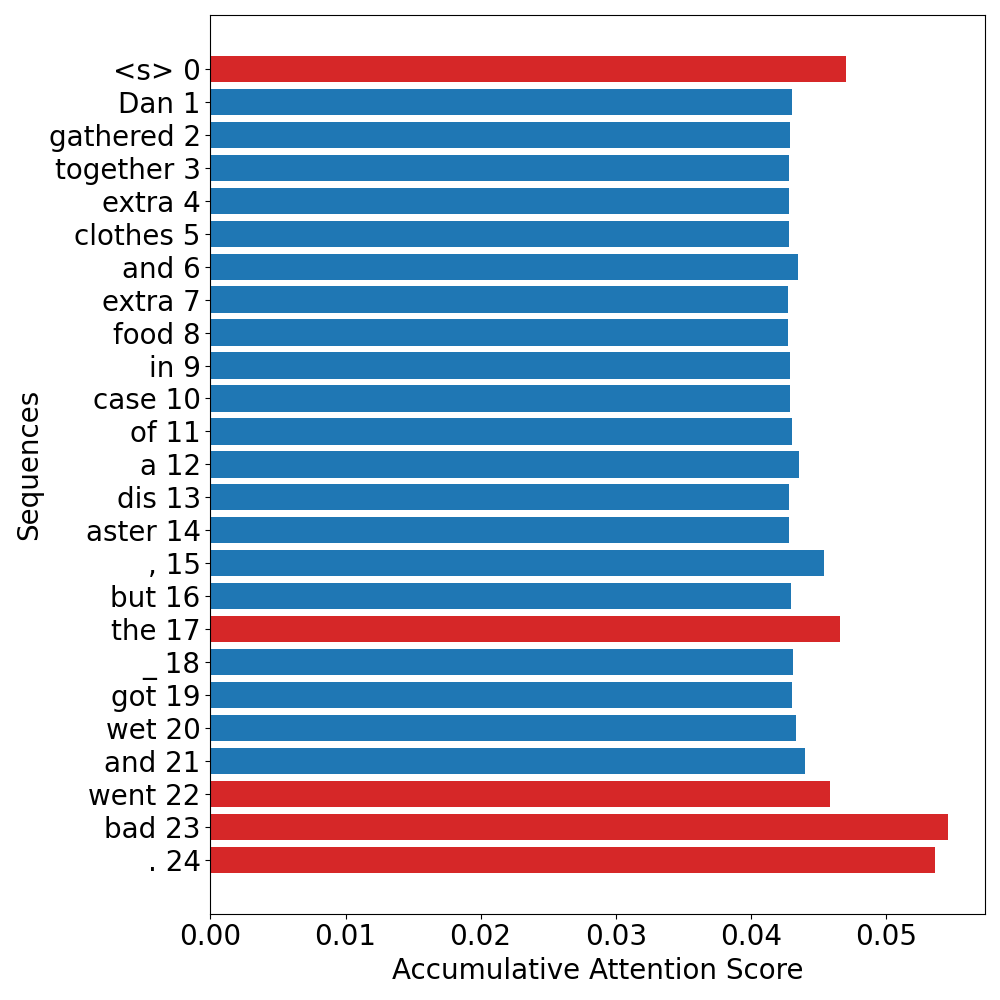 <s> 0
Dan 1
gathered 2
together 3
extra 4
clothes 5
and 6
extra 7
food 8
in 9
case 10
of 11
a 12
dis 13
aster 14
, 15
but 16
the 17
_ 18
got 19
wet 20
and 21
went 22
bad 23
. 24
Sequences
0.00 0.01 0.02 0.03 0.04 0.05
Accumulative Attention Score